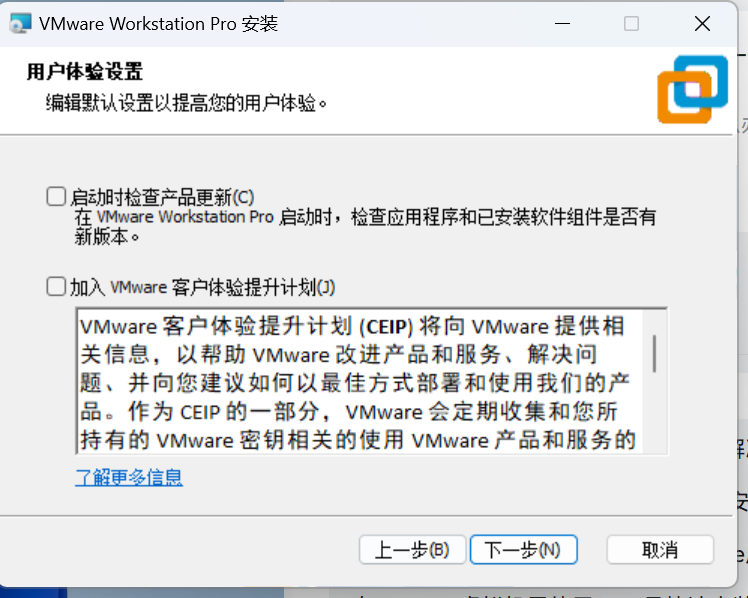 VMware Workstation Pro 安装
用户体验设置
编辑默认设置以提高您的用户体验。
启动时检查产品更新(C)
在 VMware Workstation Pro 启动时，检查应用程序和已安装软件组件是否有
新版本。
加入 VMware 客户体验提升计划(J)
VMware 客户体验提升计划 (CEIP) 将向 VMware 提供相
关信息，以帮助 VMware 改进产品和服务、解决问
题、并向您建议如何以最佳方式部署和使用我们的产
品。作为 CEIP 的一部分，VMware 会定期收集和您所
持有的 VMware 密钥相关的使用 VMware 产品和服务的
了解更多信息
上一步(B) 下一步(N) 取消